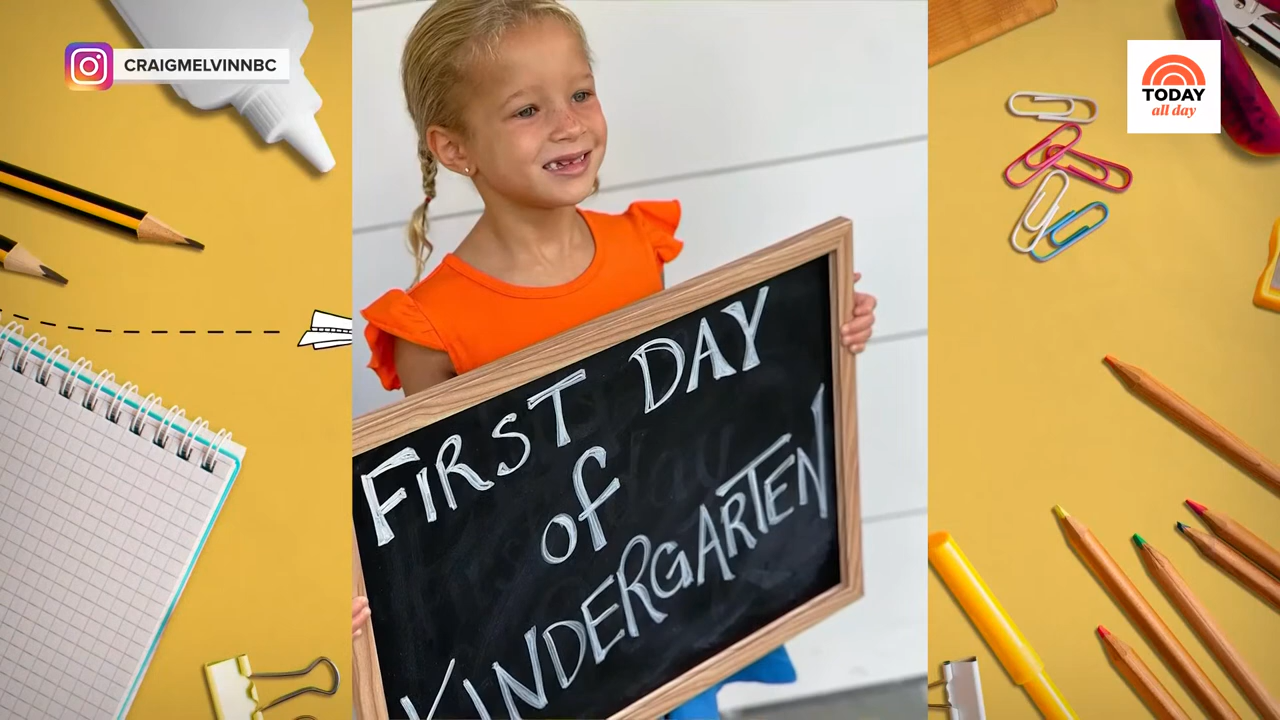 CRAIGMELVINNBC
TODAY
all day
FIRST DAY
of
KINDERGARTEN